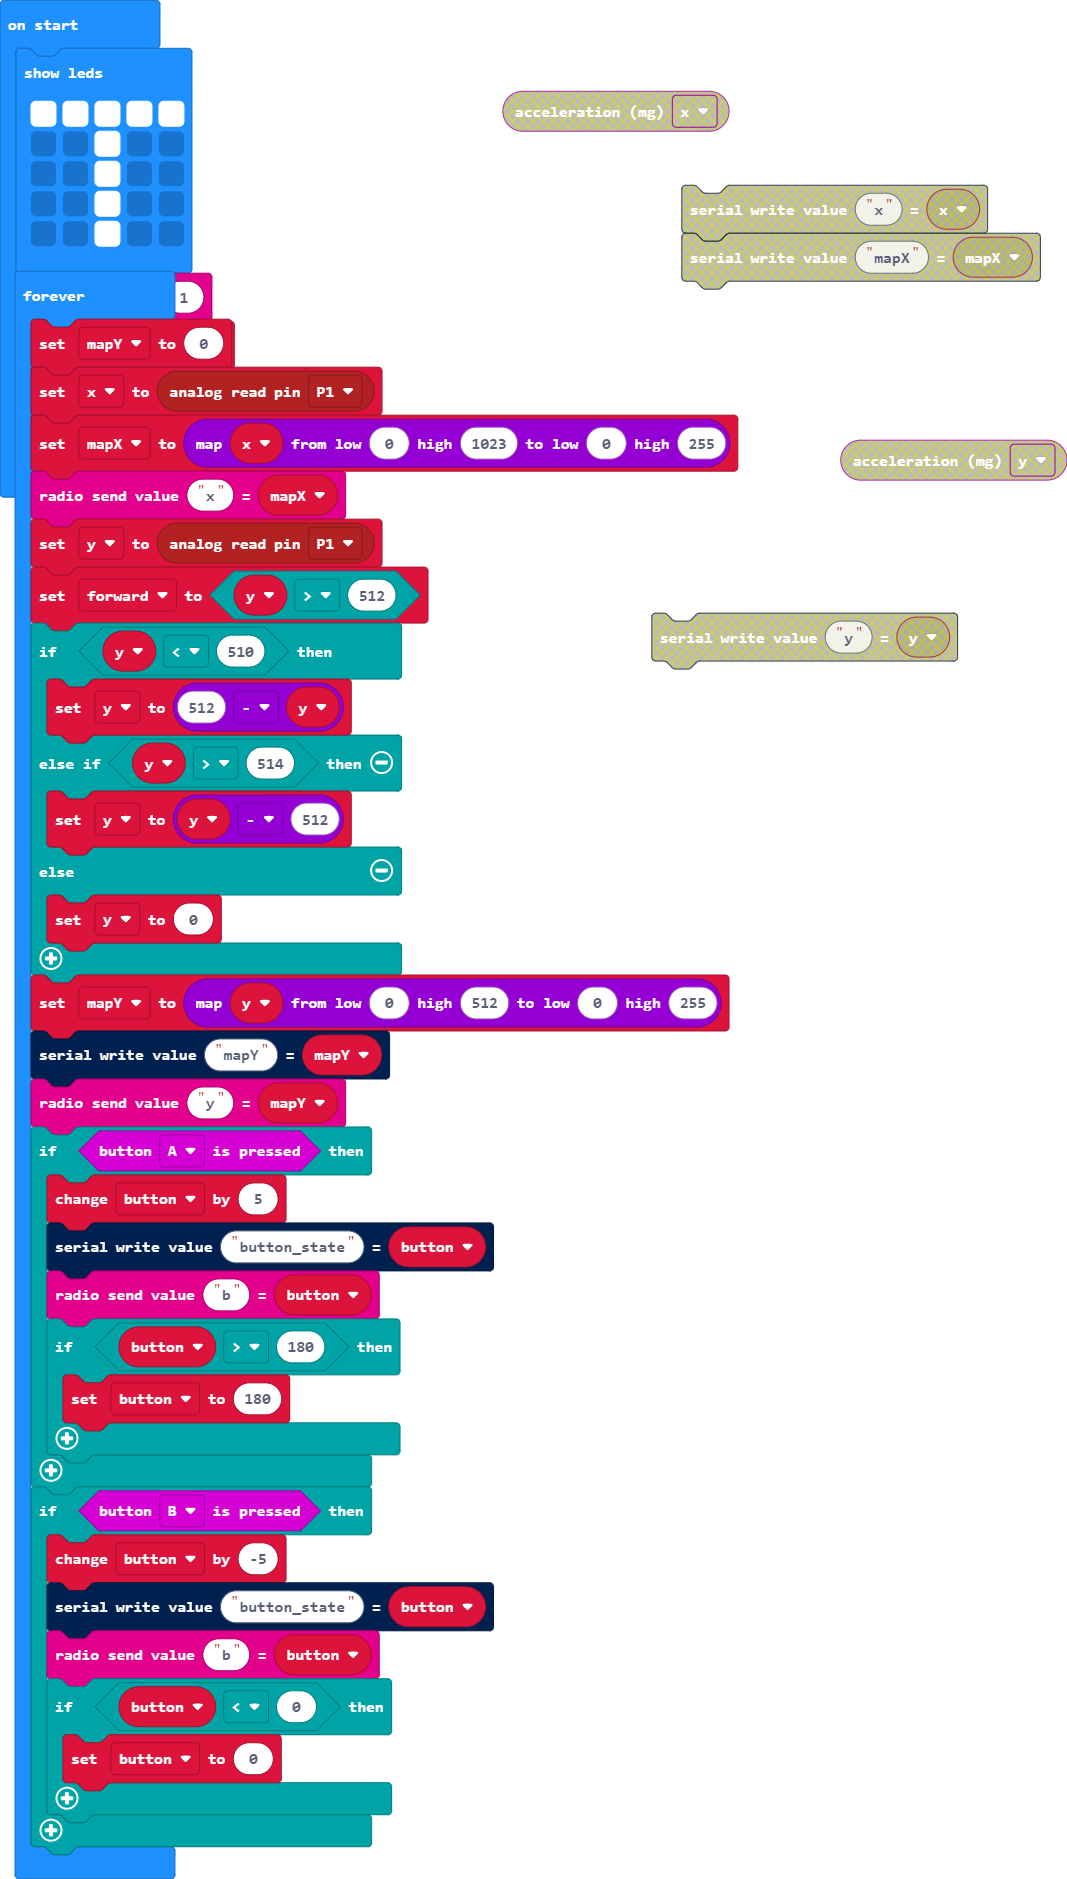 on start
show leds
forever
1
set mapY to 0
set x to analog read pin P1
set mapX to map x from low 0 high 1023 to low 0 high 255
radio send value "x" = mapX
set y to analog read pin P1
set forward to y > 512
if y < 510 then
set y to 512 - y
else if y > 514 then
set y to y - 512
else
set y to 0
set mapY to map y from low 0 high 512 to low 0 high 255
serial write value "mapY" = mapY
radio send value "y" = mapY
if button A is pressed then
change button by 5
serial write value "button_state" = button
radio send value "b" = button
if button > 180 then
set button to 180
if button B is pressed then
change button by -5
serial write value "button_state" = button
radio send value "b" = button
if button < 0 then
set button to 0
acceleration (mg) x
serial write value "x" = x
serial write value "mapX" = mapX
acceleration (mg) y
serial write value "y" = y